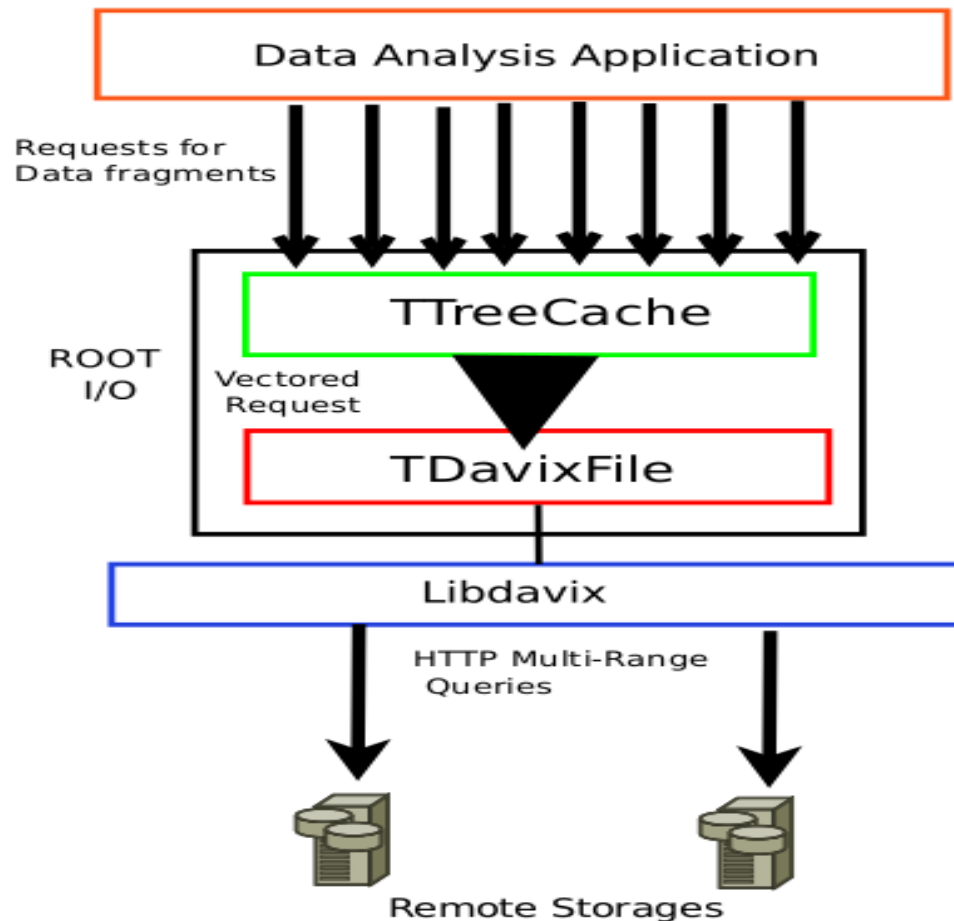 Data Analysis Application
Requests for
Data fragments
TTreeCache
ROOT
I/O
Vectored
Request
TDavixFile
Libdavix
HTTP Multi-Range
Queries
Remote Storages